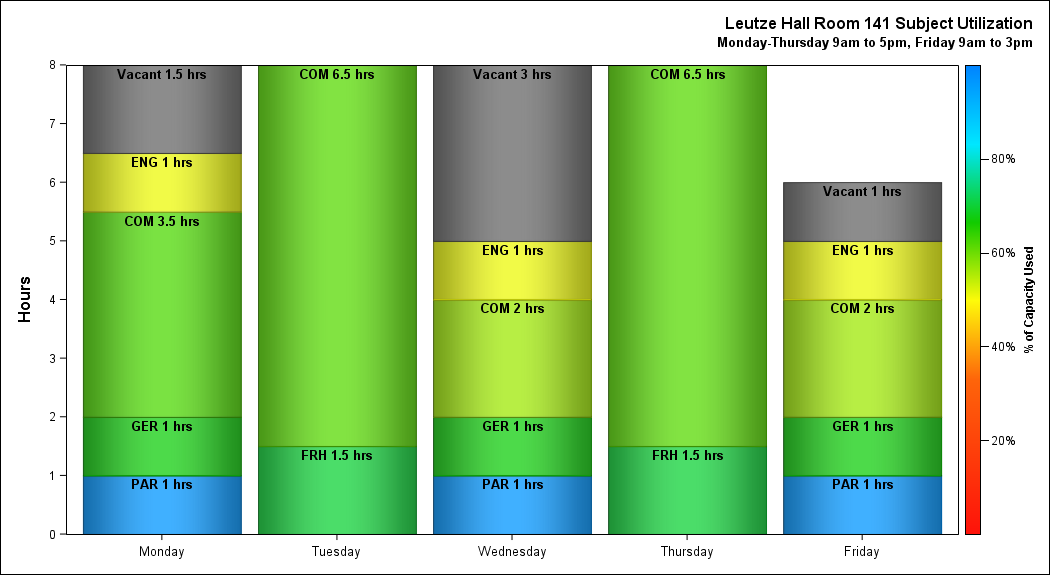 Leutze Hall Room 141 Subject Utilization
Monday-Thursday 9am to 5pm, Friday 9am to 3pm
Hours
8
7
6
5
4
3
2
1
0
Vacant 1.5 hrs
ENG 1 hrs
COM 3.5 hrs
GER 1 hrs
PAR 1 hrs
COM 6.5 hrs
FRH 1.5 hrs
Vacant 3 hrs
ENG 1 hrs
COM 2 hrs
GER 1 hrs
PAR 1 hrs
COM 6.5 hrs
FRH 1.5 hrs
Vacant 1 hrs
ENG 1 hrs
COM 2 hrs
GER 1 hrs
PAR 1 hrs
Monday Tuesday Wednesday Thursday Friday
80%
60%
40%
20%
% of Capacity Used